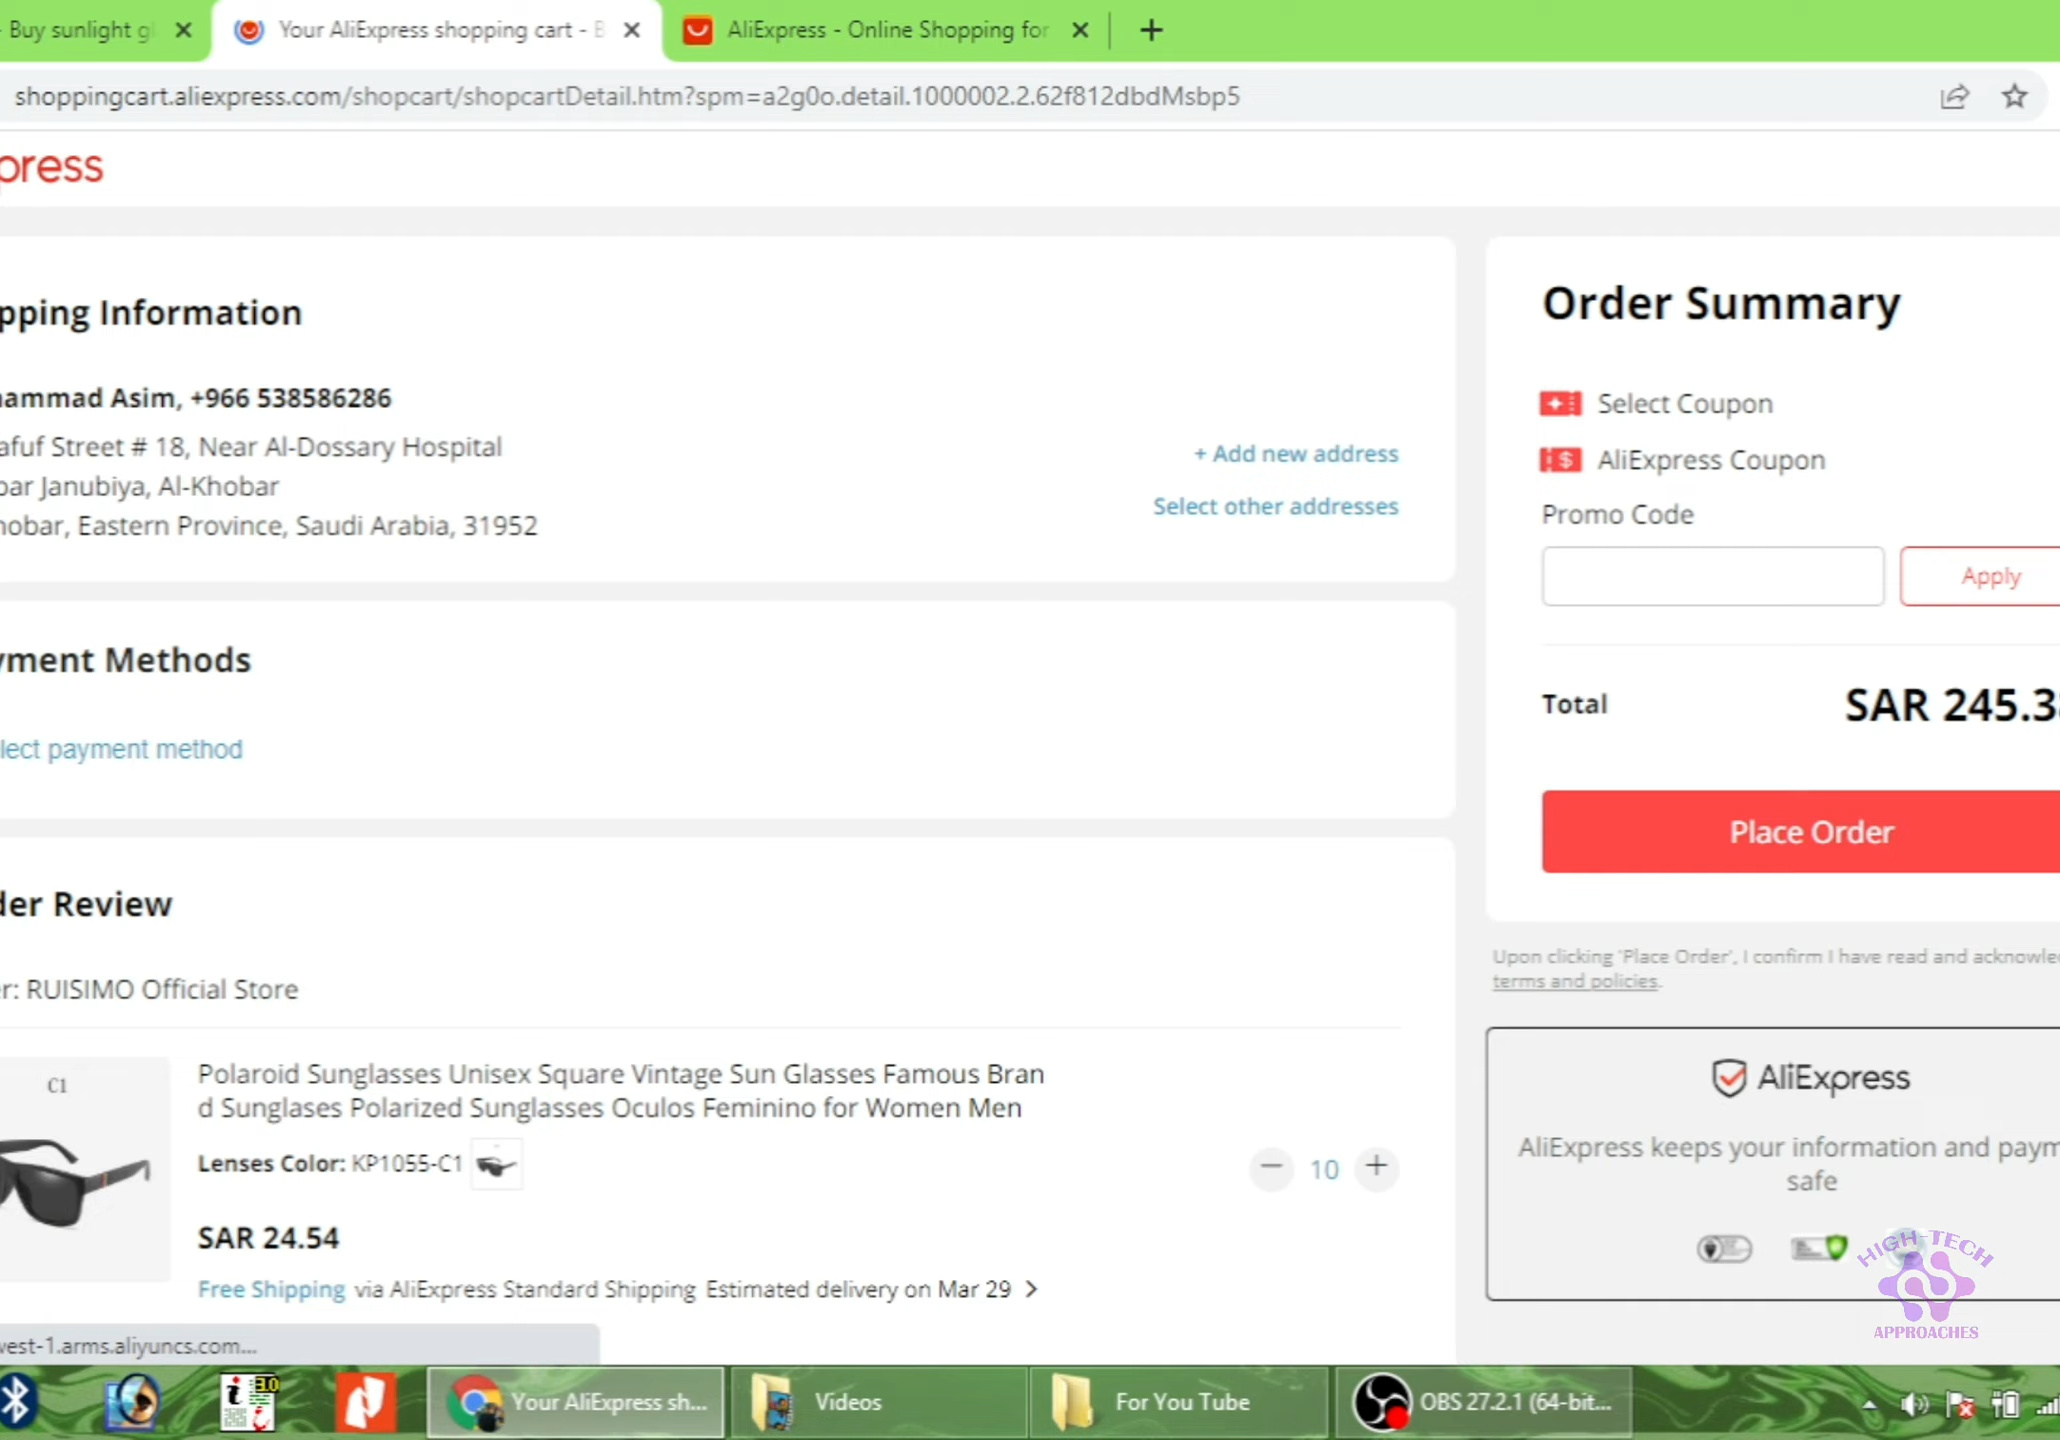 Buy sunlight gl
Your AliExpress shopping cart - B
AliExpress - Online Shopping for
shoppingcart.aliexpress.com/shopcart/shopcartDetail.htm?spm=a2g0o.detail.1000002.2.62f812dbdMsbp5
press
pping Information
ammad Asim, +966 538586286
afuf Street # 18, Near Al-Dossary Hospital
bar Janubiya, Al-Khobar
hobar, Eastern Province, Saudi Arabia, 31952
+ Add new address
Select other addresses
yment Methods
lect payment method
der Review
r: RUISIMO Official Store
C1
Polaroid Sunglasses Unisex Square Vintage Sun Glasses Famous Bran
d Sunglases Polarized Sunglasses Oculos Feminino for Women Men
Lenses Color: KP1055-C1
10
SAR 24.54
Free Shipping via AliExpress Standard Shipping Estimated delivery on Mar 29
Order Summary
Select Coupon
AliExpress Coupon
Promo Code
Apply
Total
SAR 245.3
Place Order
Upon clicking 'Place Order', I confirm I have read and acknowle
terms and policies.
AliExpress
AliExpress keeps your information and paym
safe
HIGH-TECH
APPROACHES
west-1.arms.aliyuncs.com...
3.0
Your AliExpress sh...
Videos
For You Tube
OBS 27.2.1 (64-bit...